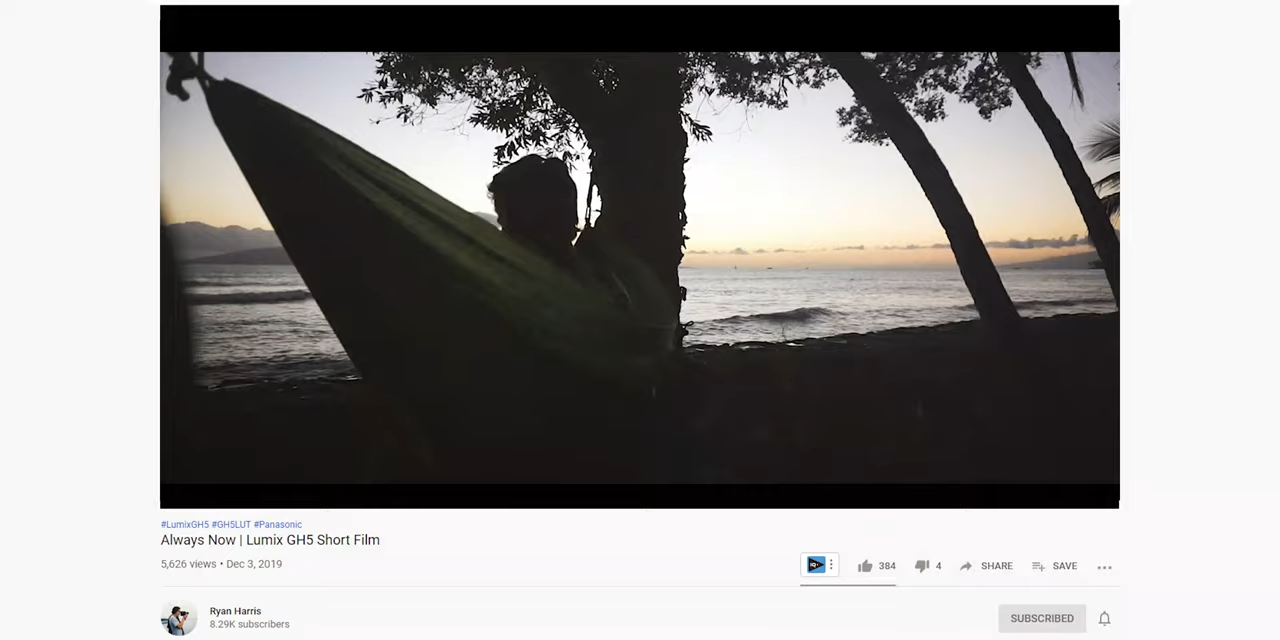 #LumixGH5 #GH5LUT #Panasonic
Always Now | Lumix GH5 Short Film
5,626 views • Dec 3, 2019
384
4
SHARE
SAVE
Ryan Harris
8.29K subscribers
SUBSCRIBED